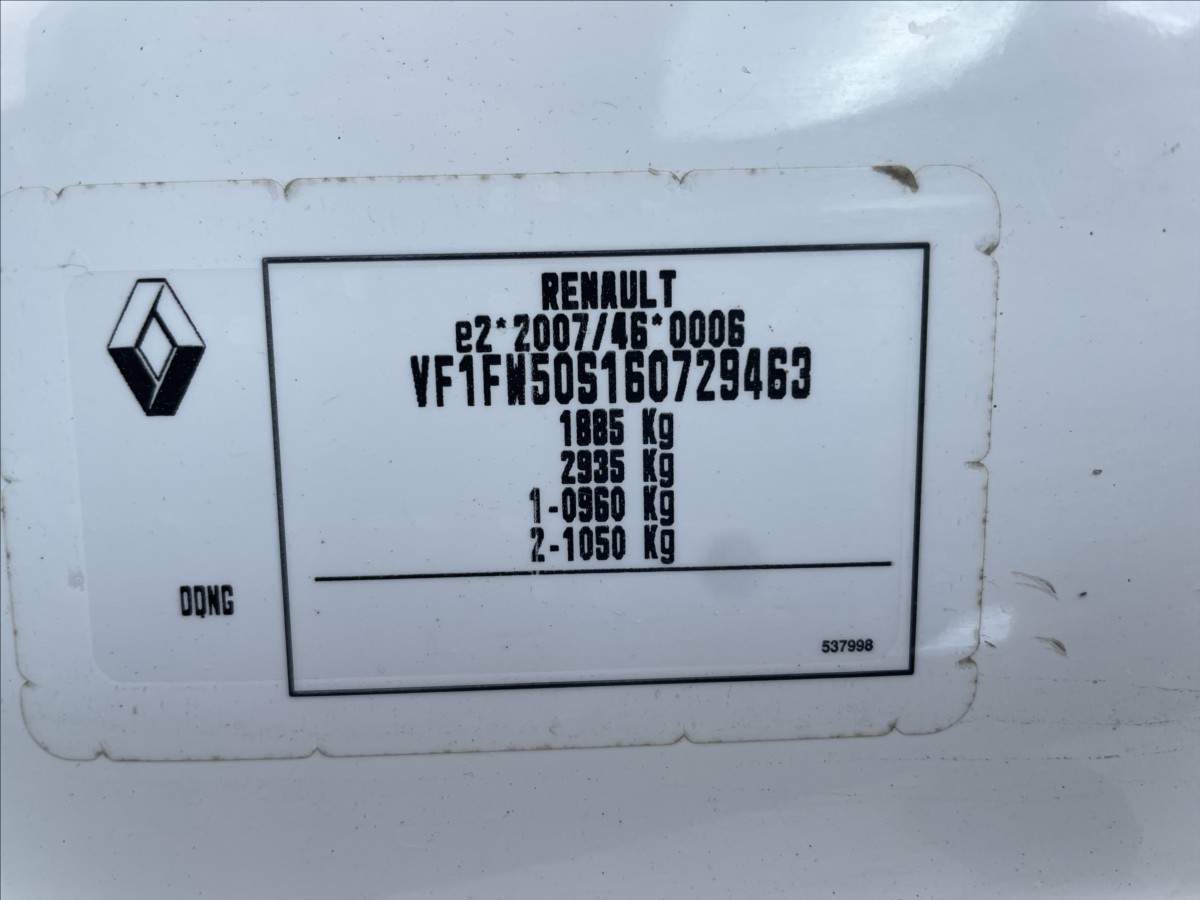 RENAULT
e2*2007/46*0006
VF1FW50S160729463
1885 Kg
2935 Kg
1-0960 Kg
2-1050 Kg
DQNG
537998